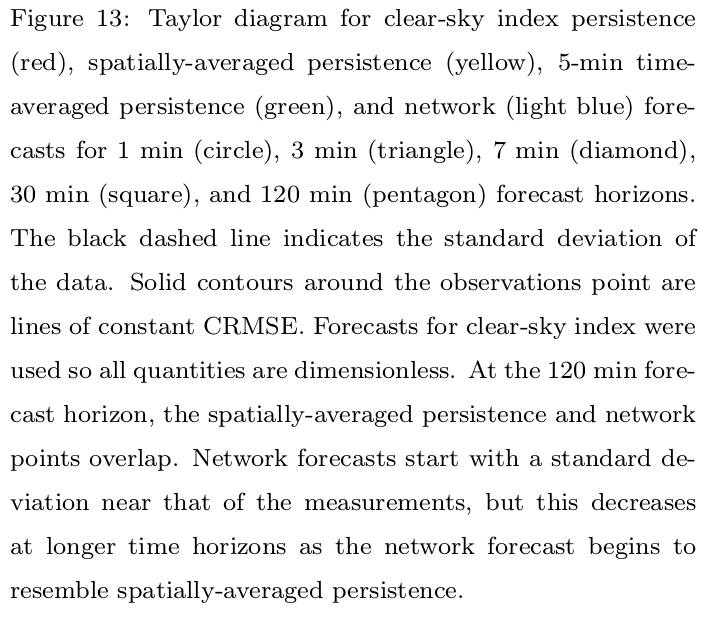 Figure 13: Taylor diagram for clear-sky index persistence
(red), spatially-averaged persistence (yellow), 5-min time-
averaged persistence (green), and network (light blue) fore-
casts for 1 min (circle), 3 min (triangle), 7 min (diamond),
30 min (square), and 120 min (pentagon) forecast horizons.
The black dashed line indicates the standard deviation of
the data. Solid contours around the observations point are
lines of constant CRMSE. Forecasts for clear-sky index were
used so all quantities are dimensionless. At the 120 min fore-
cast horizon, the spatially-averaged persistence and network
points overlap. Network forecasts start with a standard de-
viation near that of the measurements, but this decreases
at longer time horizons as the network forecast begins to
resemble spatially-averaged persistence.